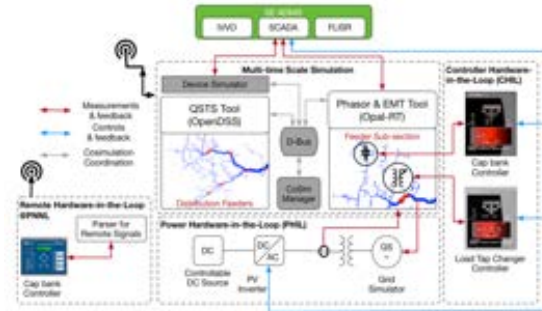 GE ADMS
IVVO
SCADA
FLISR
Multi-time Scale Simulation
Controller Hardware-
in-the-Loop (CHIL)
Device Simulator
QSTS Tool
(OpenDSS)
Phasor & EMT Tool
(Opal-RT)
Measurements
& feedback
Controls &
feedback
Cosimulation
Coordination
Feeder Sub-section
D-Bus
CoSim
Manager
Distribution Feeders
Cap bank
Controller
Remote Hardware-in-the-Loop
@PNNL
Parser for
Remote Signals
Cap bank
Controller
Power Hardware-in-the-Loop (PHIL)
DC
DC
AC
GS
~
Controllable
DC Source
PV
Inverter
Grid
Simulator
Load Tap Changer
Controller